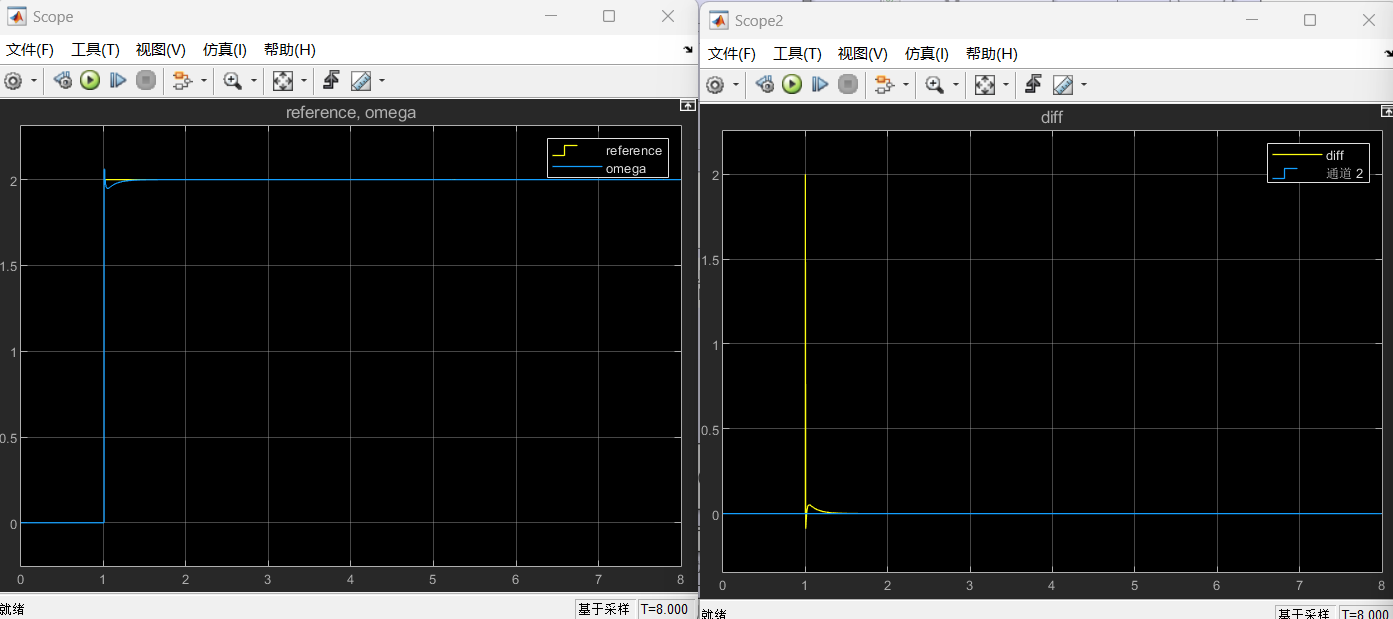 Scope
文件(F) 工具(T) 视图(V) 仿真(I) 帮助(H)
reference, omega
reference
omega
2
1.5
1
0.5
0
0 1 2 3 4 5 6 7 8
就绪
基于采样 T=8.000
Scope2
文件(F) 工具(T) 视图(V) 仿真(I) 帮助(H)
diff
diff
通道 2
2
1.5
1
0.5
0
0 1 2 3 4 5 6 7 8
就绪
基于采样 T=8.000